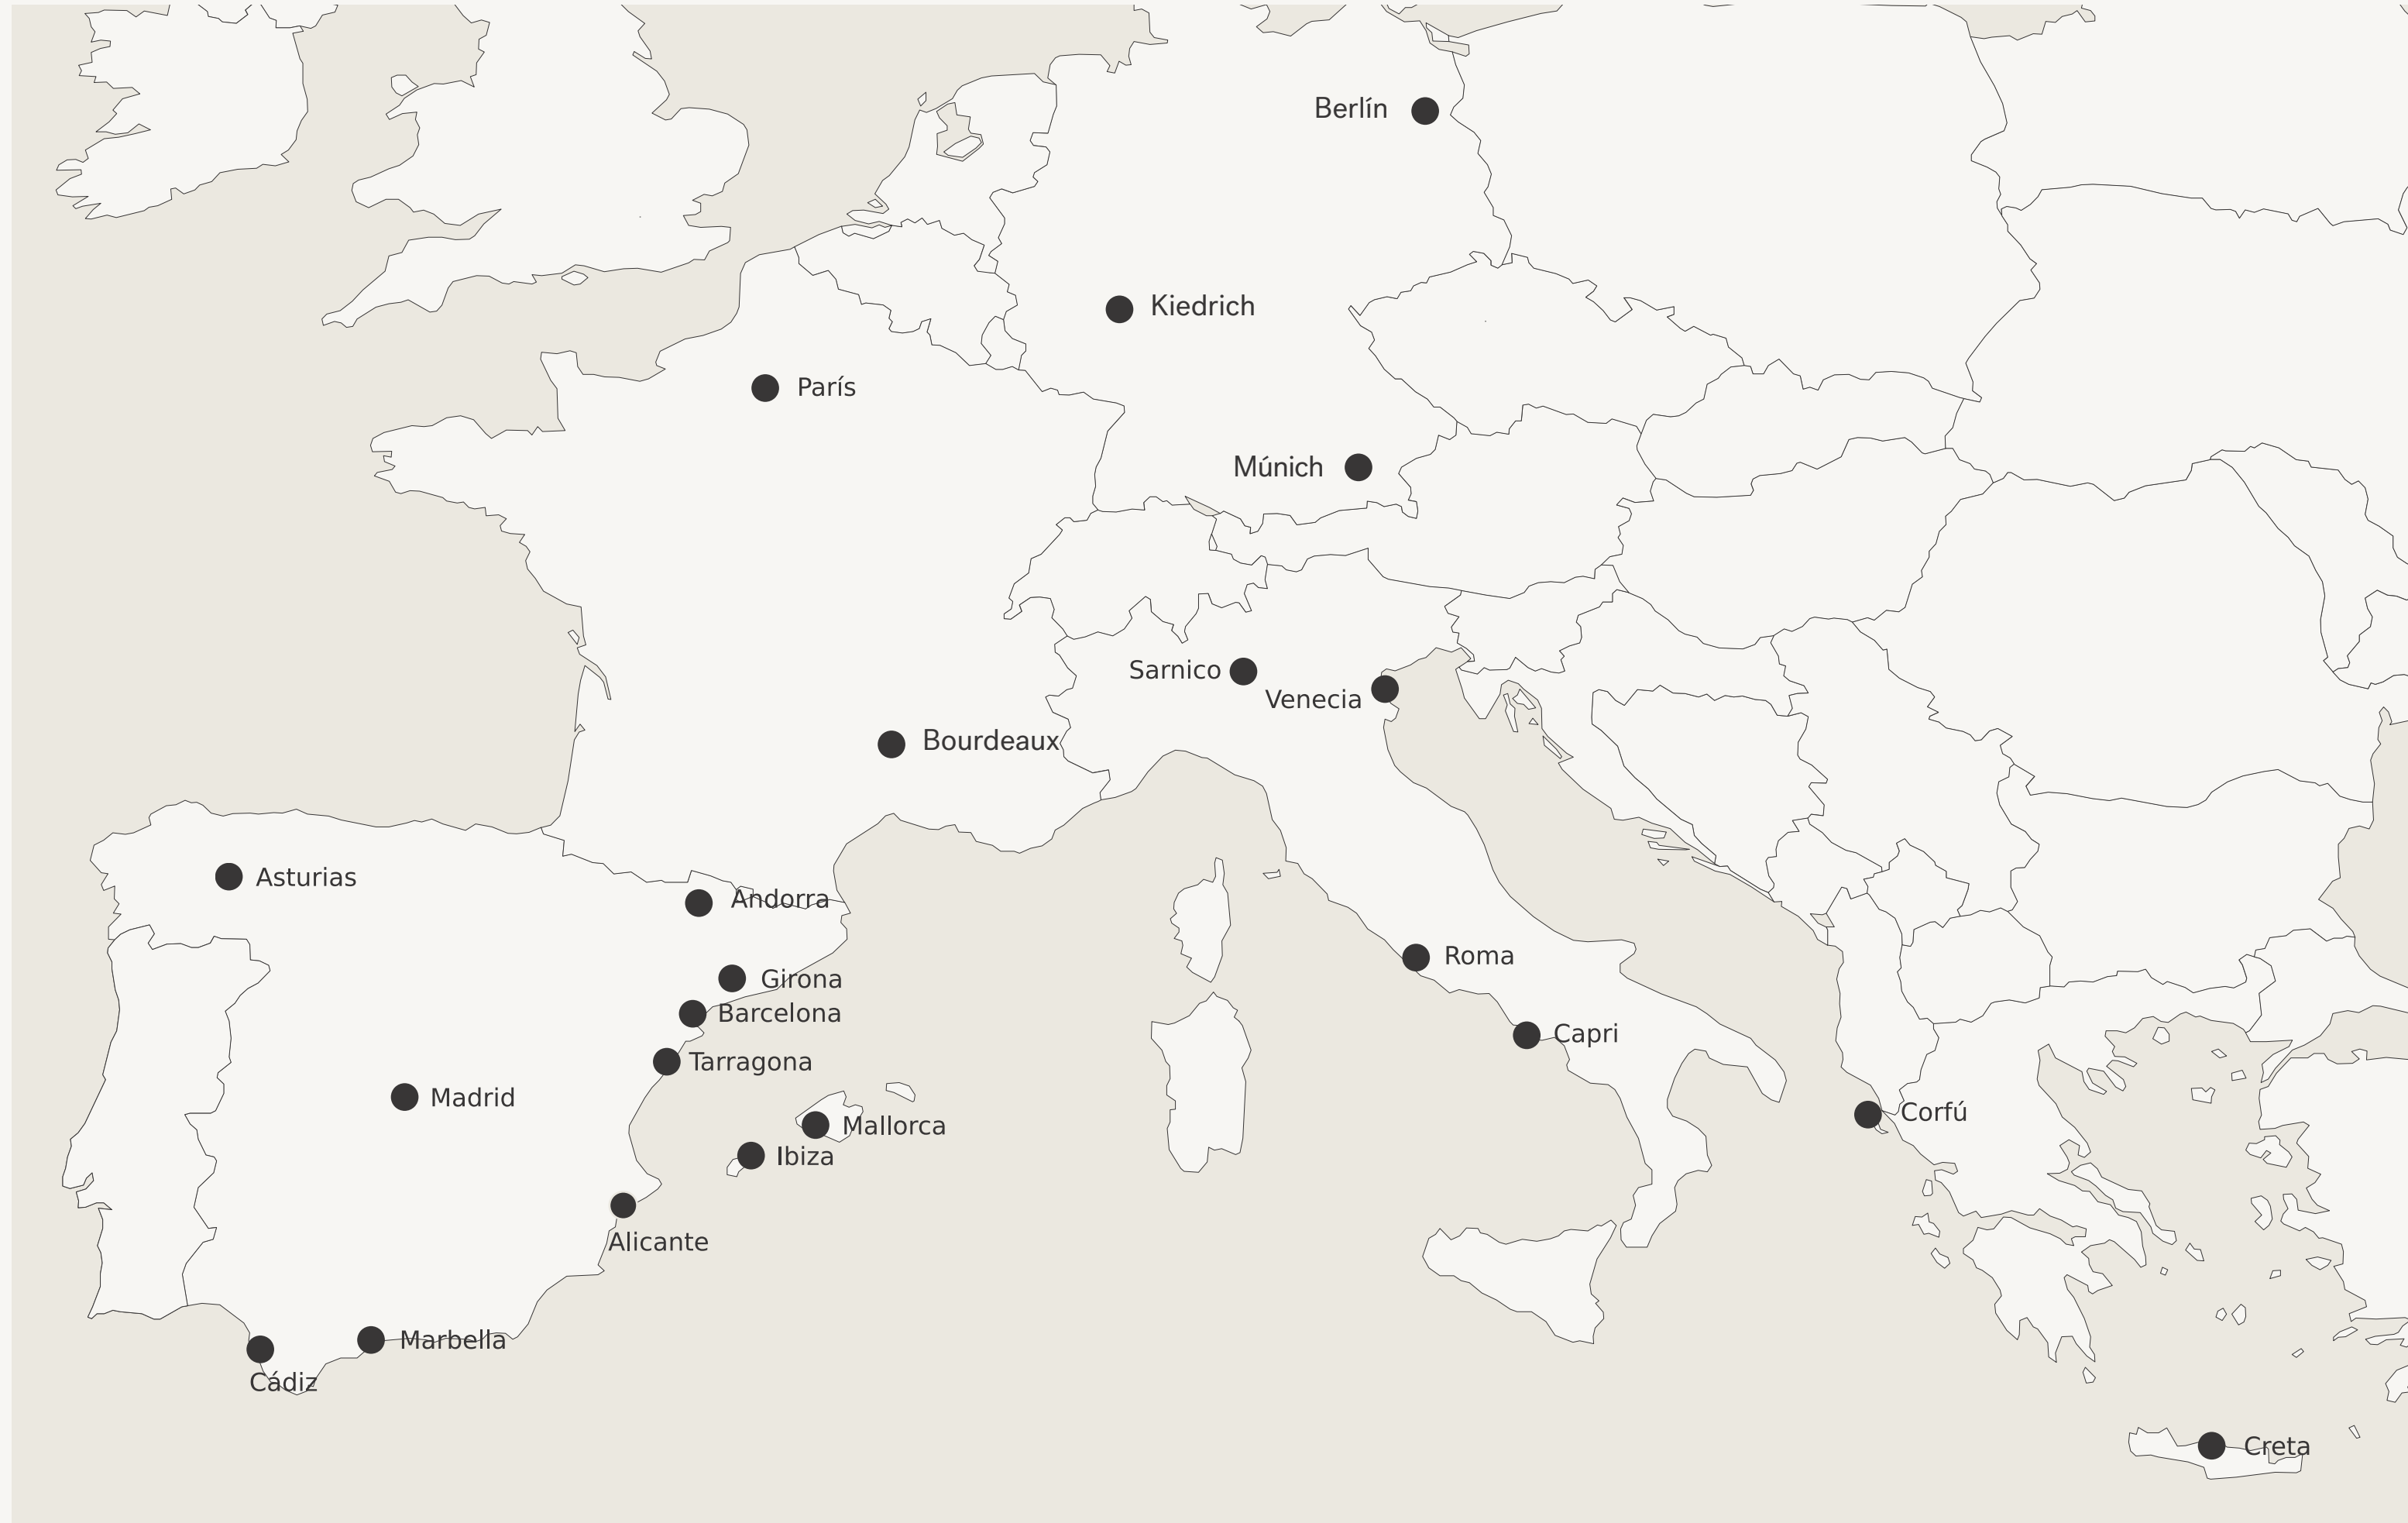 Berlín
Kiedrich
París
Múnich
Sarnico
Venecia
Bourdeaux
Asturias
Andorra
Roma
Girona
Barcelona
Capri
Tarragona
Madrid
Corfú
Mallorca
Ibiza
Alicante
Marbella
Cádiz
Creta